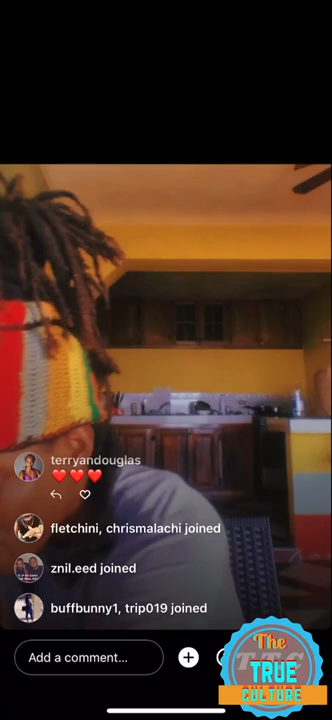 terryandouglas
fletchini, chrismalachi joined
znil.eed joined
buffbunny1, trip019 joined
Add a comment...
The
TRUE
CULTURE